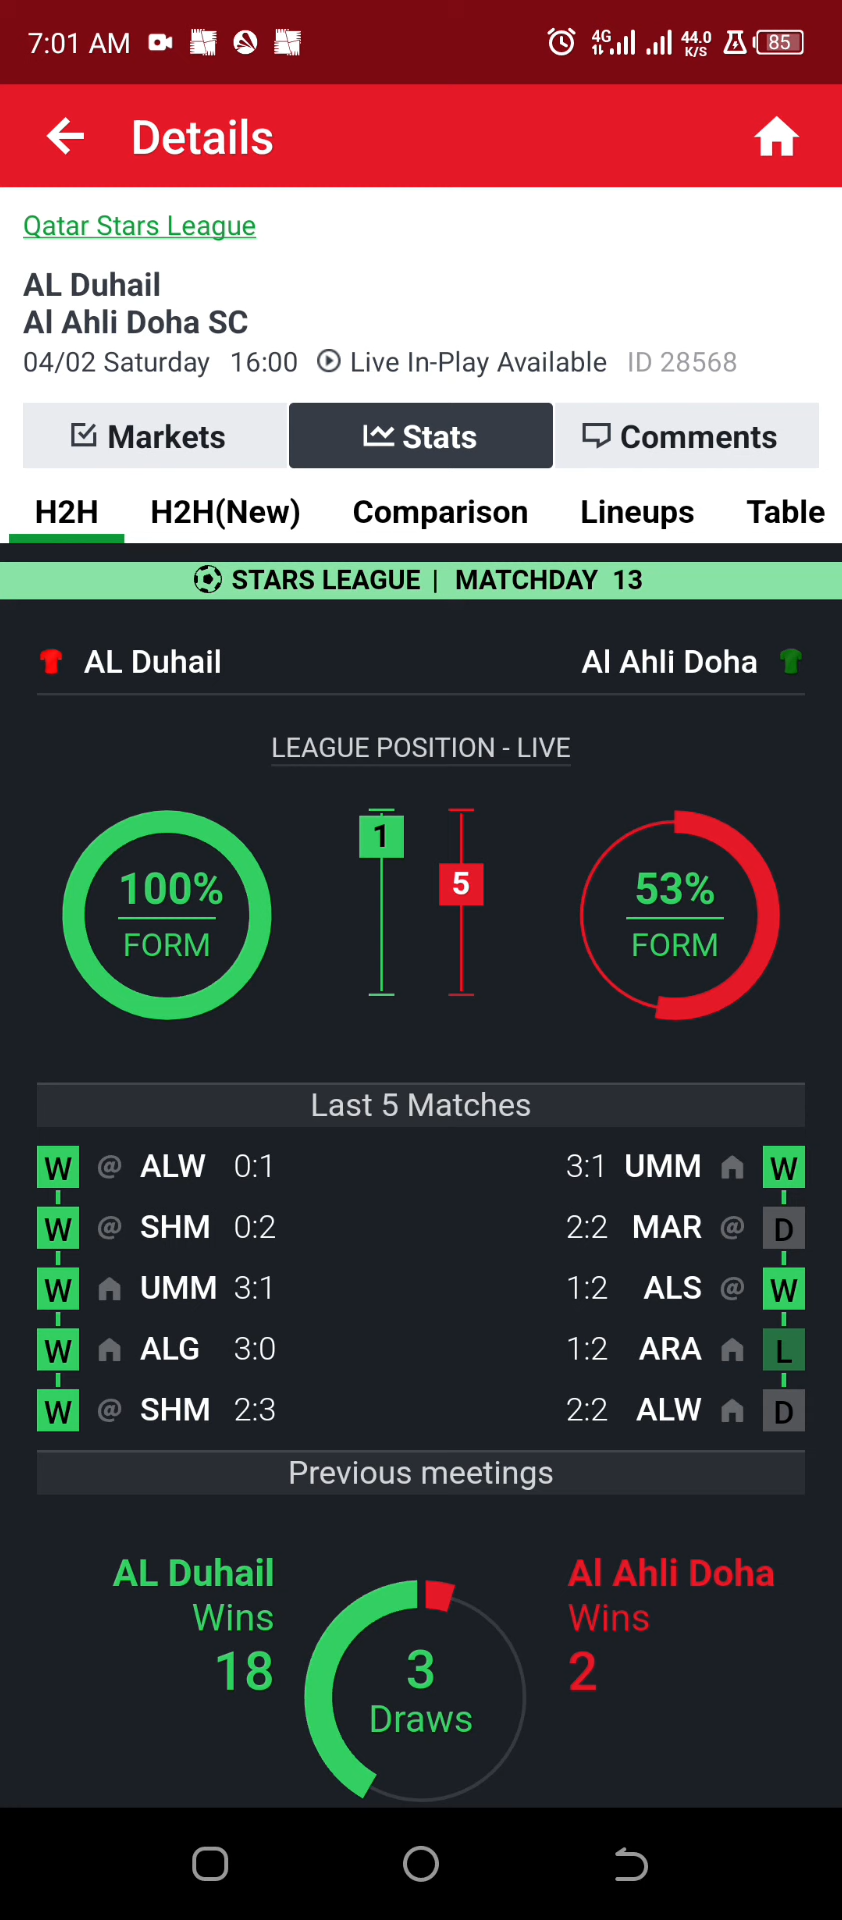 7:01 AM 4G 44.0 K/S 85
Details
Qatar Stars League
AL Duhail
Al Ahli Doha SC
04/02 Saturday 16:00 Live In-Play Available ID 28568
Markets Stats Comments
H2H H2H(New) Comparison Lineups Table
STARS LEAGUE | MATCHDAY 13
AL Duhail Al Ahli Doha
LEAGUE POSITION - LIVE
100% FORM 1 5 53% FORM
Last 5 Matches
W @ ALW 0:1 3:1 UMM W
W @ SHM 0:2 2:2 MAR @ D
W UMM 3:1 1:2 ALS @ W
W ALG 3:0 1:2 ARA L
W @ SHM 2:3 2:2 ALW D
Previous meetings
AL Duhail Al Ahli Doha
Wins Wins
18 3 2
Draws